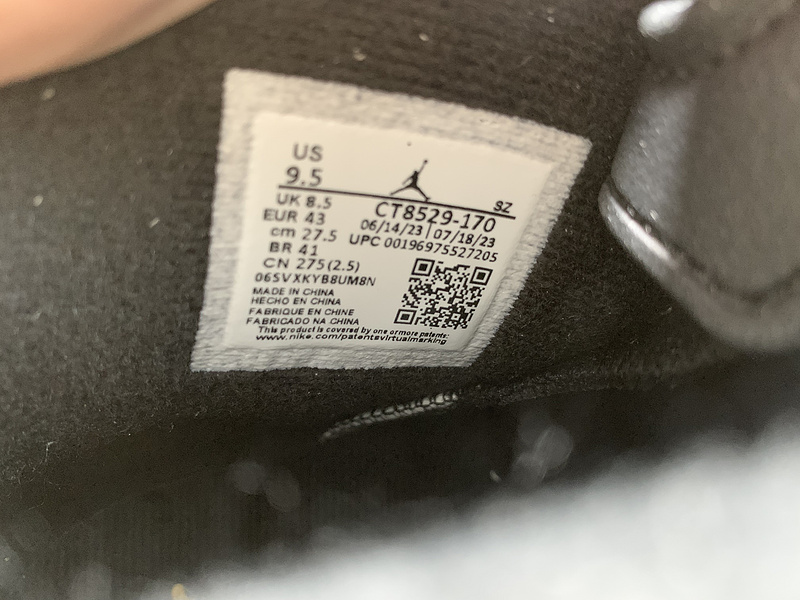 US
9.5
SZ
UK 8.5
EUR 43
cm 27.5
BR 41
CN 275(2.5)
06SVXKYB8UM8N
CT8529-170
06/14/23 | 07/18/23
UPC 00196975527205
MADE IN CHINA
HECHO EN CHINA
FABRIQUE EN CHINE
FABRICADO NA CHINA
This product is covered by one or more patents:
www.nike.com/patentsvirtualmarking